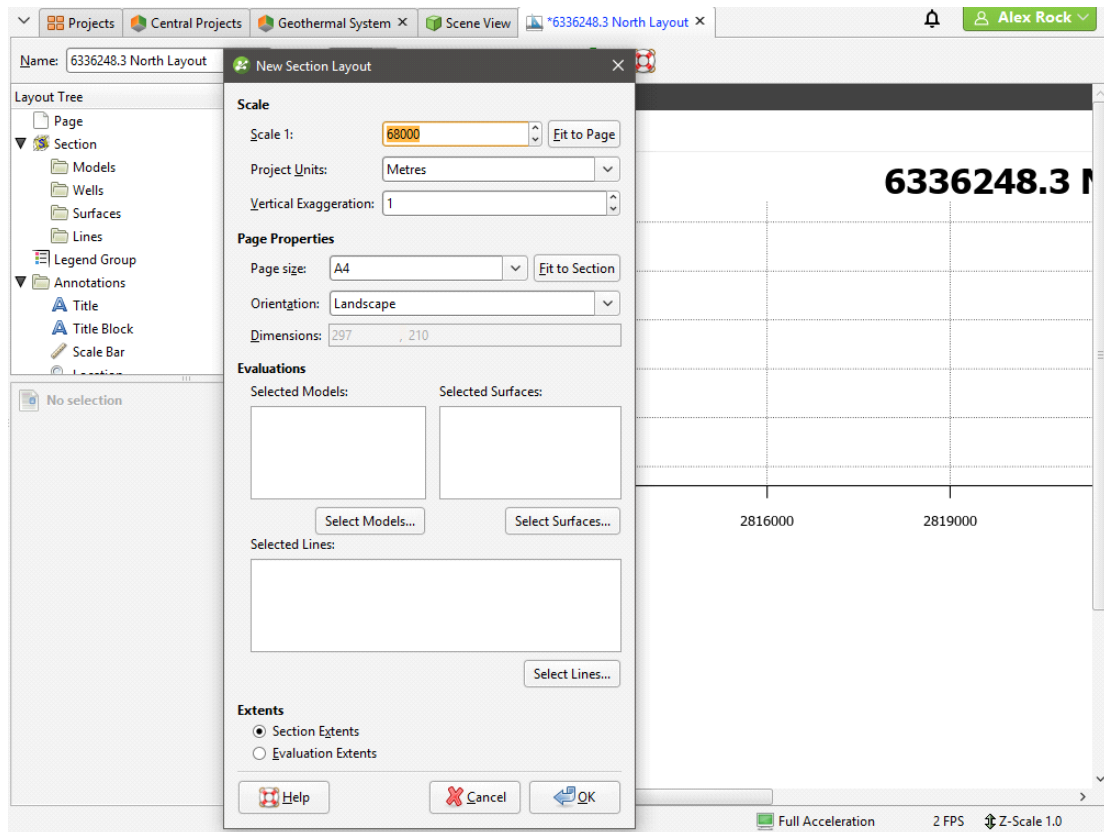 Projects Central Projects Geothermal System Scene View *6336248.3 North Layout Alex Rock
Name: 6336248.3 North Layout
New Section Layout
Layout Tree
Page
Section
Models
Wells
Surfaces
Lines
Legend Group
Annotations
Title
Title Block
Scale Bar
Location
No selection
Scale
Scale 1: 68000 Fit to Page
Project Units: Metres
Vertical Exaggeration: 1
Page Properties
Page size: A4 Fit to Section
Orientation: Landscape
Dimensions: 297 , 210
Evaluations
Selected Models: Selected Surfaces:
Select Models... Select Surfaces...
Selected Lines:
Select Lines...
Extents
Section Extents
Evaluation Extents
Help Cancel OK
6336248.3 N
2816000 2819000
Full Acceleration 2 FPS Z-Scale 1.0